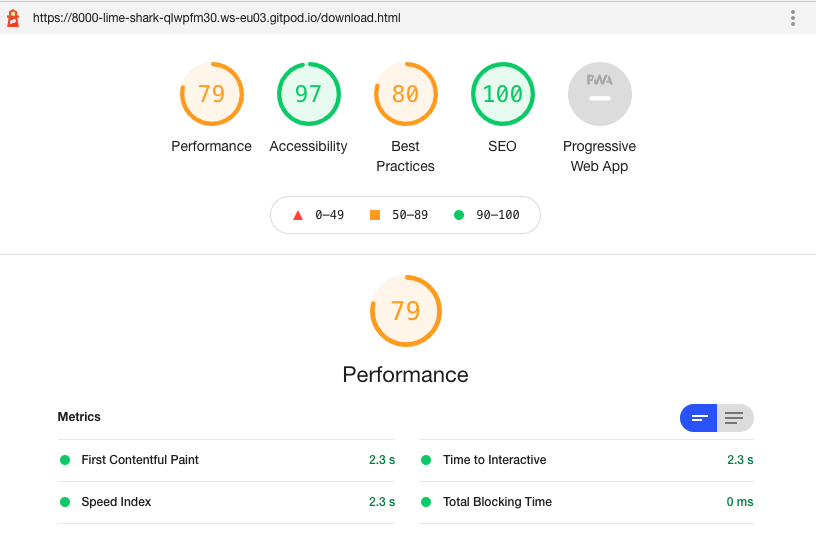 https://8000-lime-shark-qlwpfm30.ws-eu03.gitpod.io/download.html
79 97 80 100 PWA
Performance Accessibility Best Practices SEO Progressive Web App
0–49 50–89 90–100
79
Performance
Metrics
First Contentful Paint 2.3 s Time to Interactive 2.3 s
Speed Index 2.3 s Total Blocking Time 0 ms